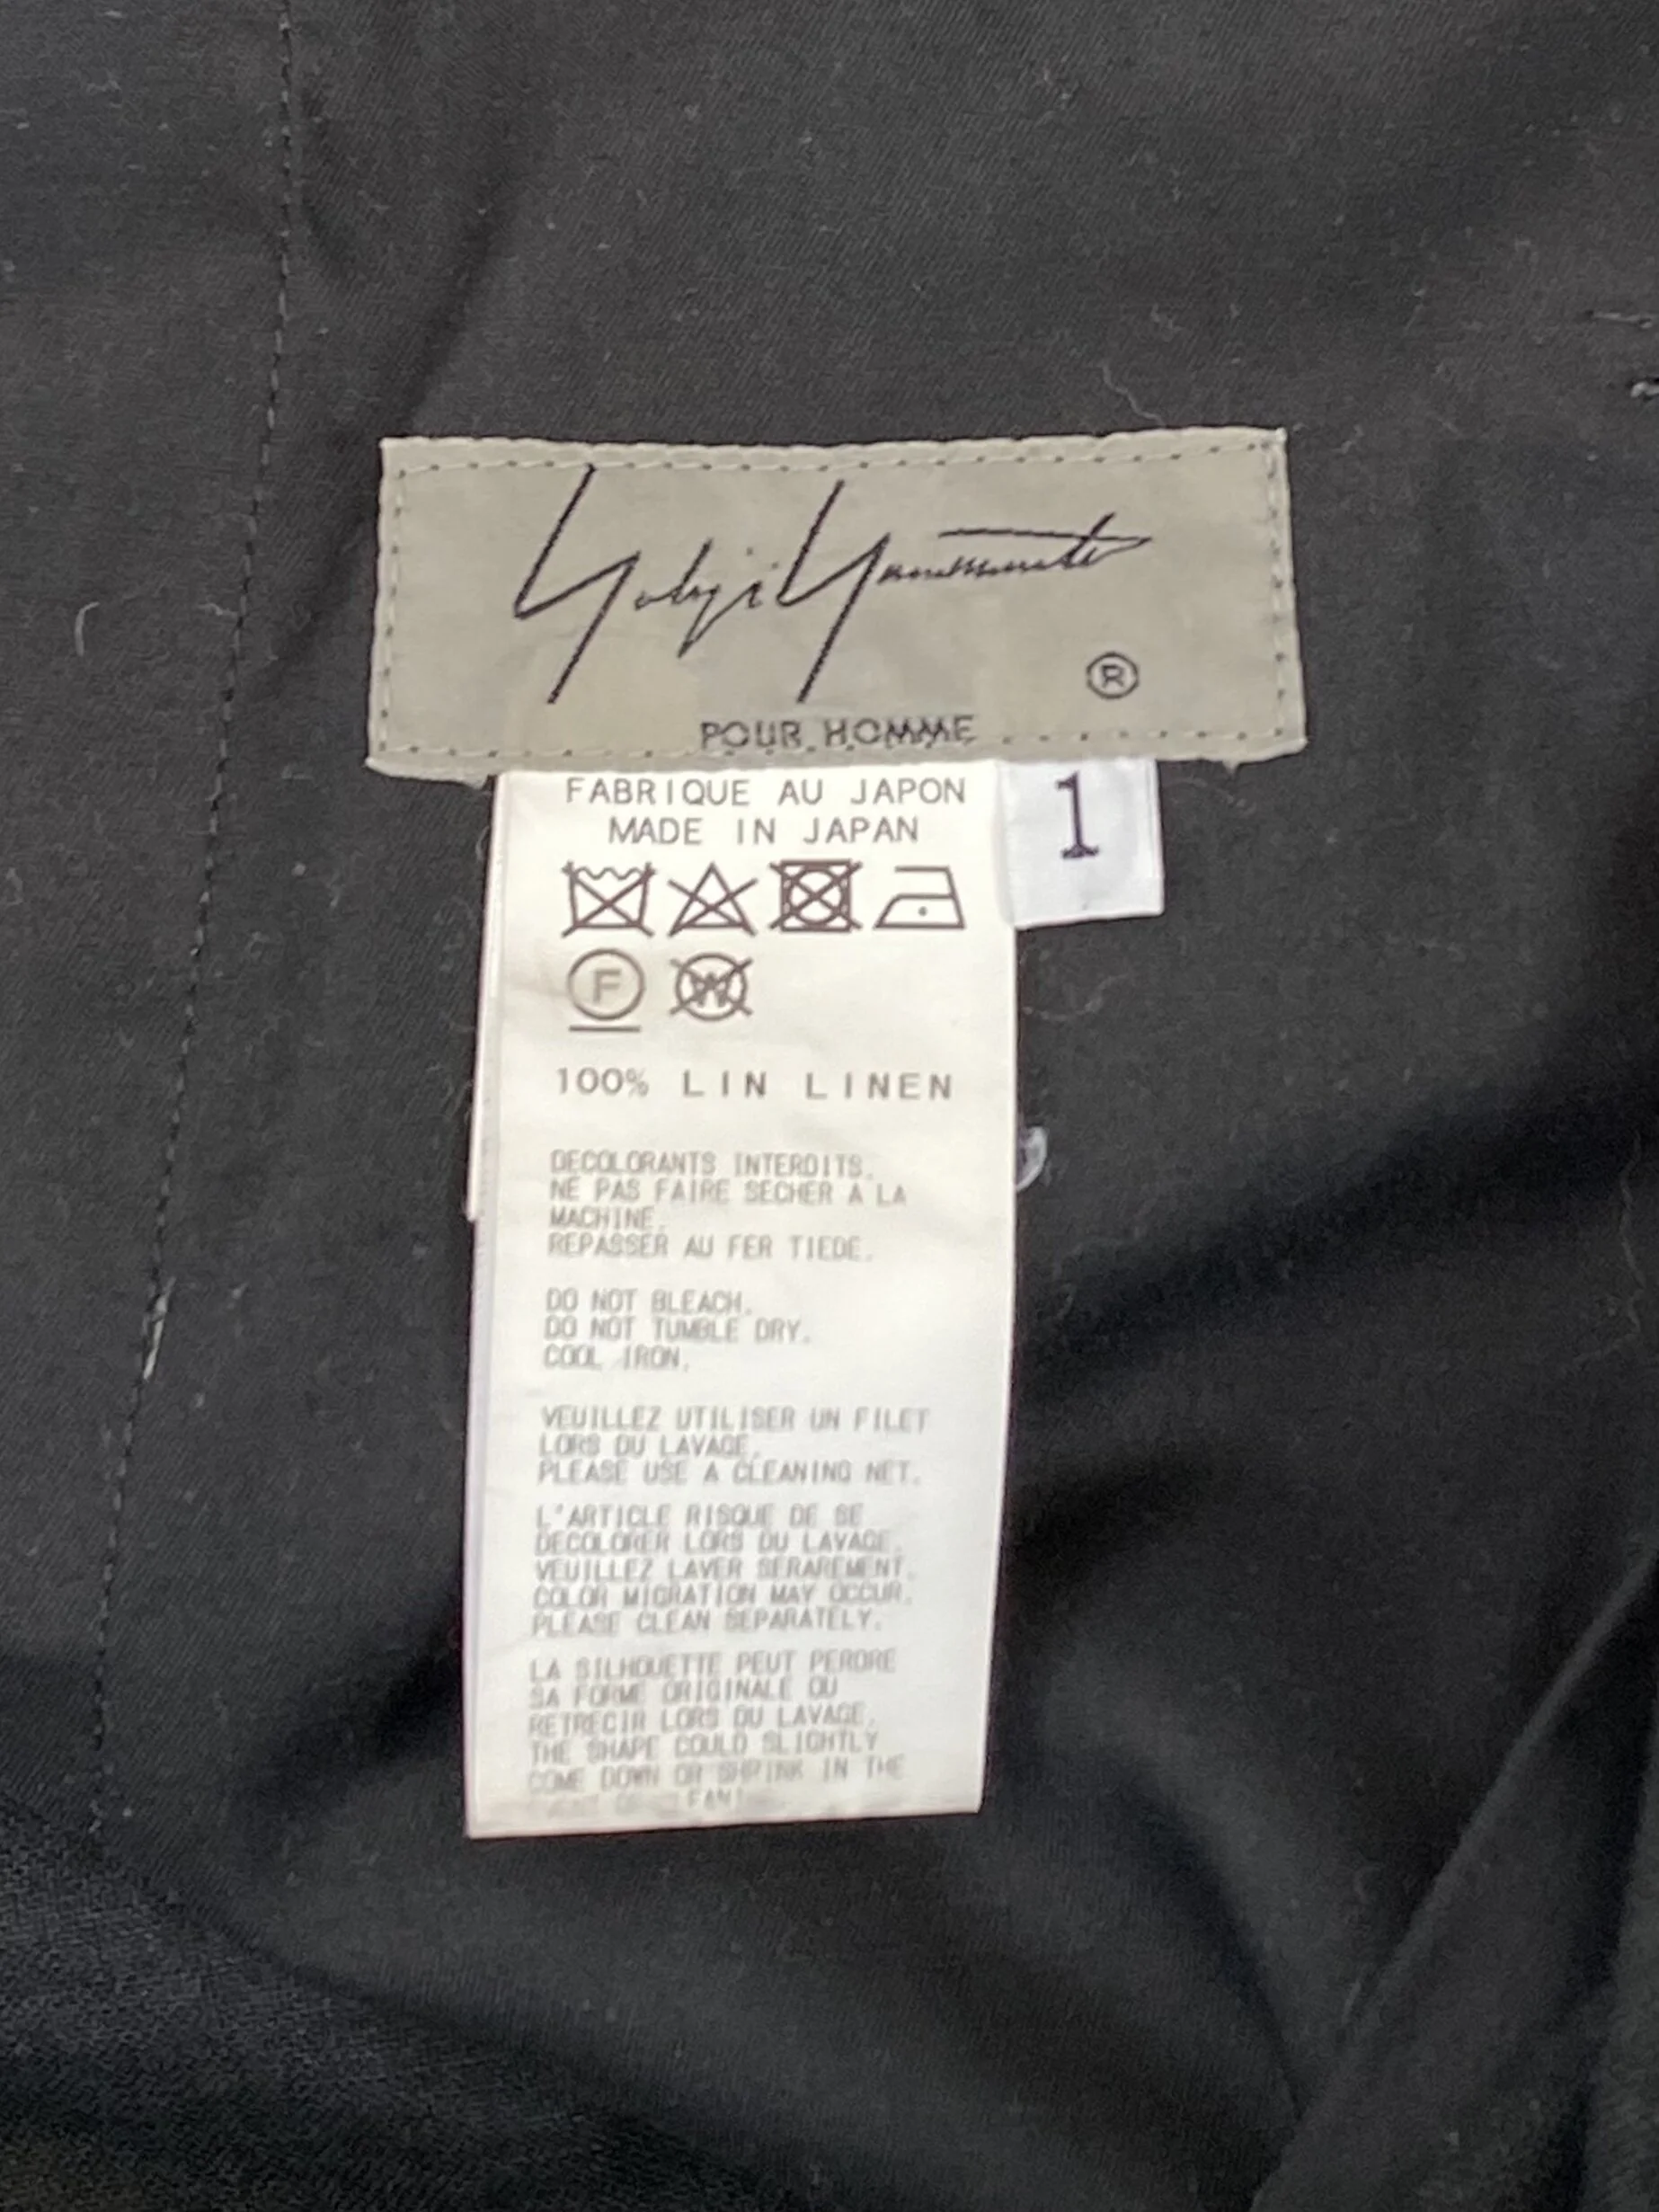 Yohji Yamamoto
®
POUR HOMME
FABRIQUE AU JAPON
MADE IN JAPAN
1
F
W
100% LIN LINEN
DECOLORANTS INTERDITS.
NE PAS FAIRE SECHER A LA
MACHINE.
REPASSER AU FER TIEDE.
DO NOT BLEACH.
DO NOT TUMBLE DRY.
COOL IRON.
VEUILLEZ UTILISER UN FILET
LORS DU LAVAGE.
PLEASE USE A CLEANING NET.
L'ARTICLE RISQUE DE SE
DECOLORER LORS DU LAVAGE.
VEUILLEZ LAVER SERAREMENT.
COLOR MIGRATION MAY OCCUR.
PLEASE CLEAN SEPARATELY.
LA SILHOUETTE PEUT PERDRE
SA FORME ORIGINALE OU
RETRECIR LORS DU LAVAGE.
THE SHAPE COULD SLIGHTLY
COME DOWN OR SHRINK IN THE